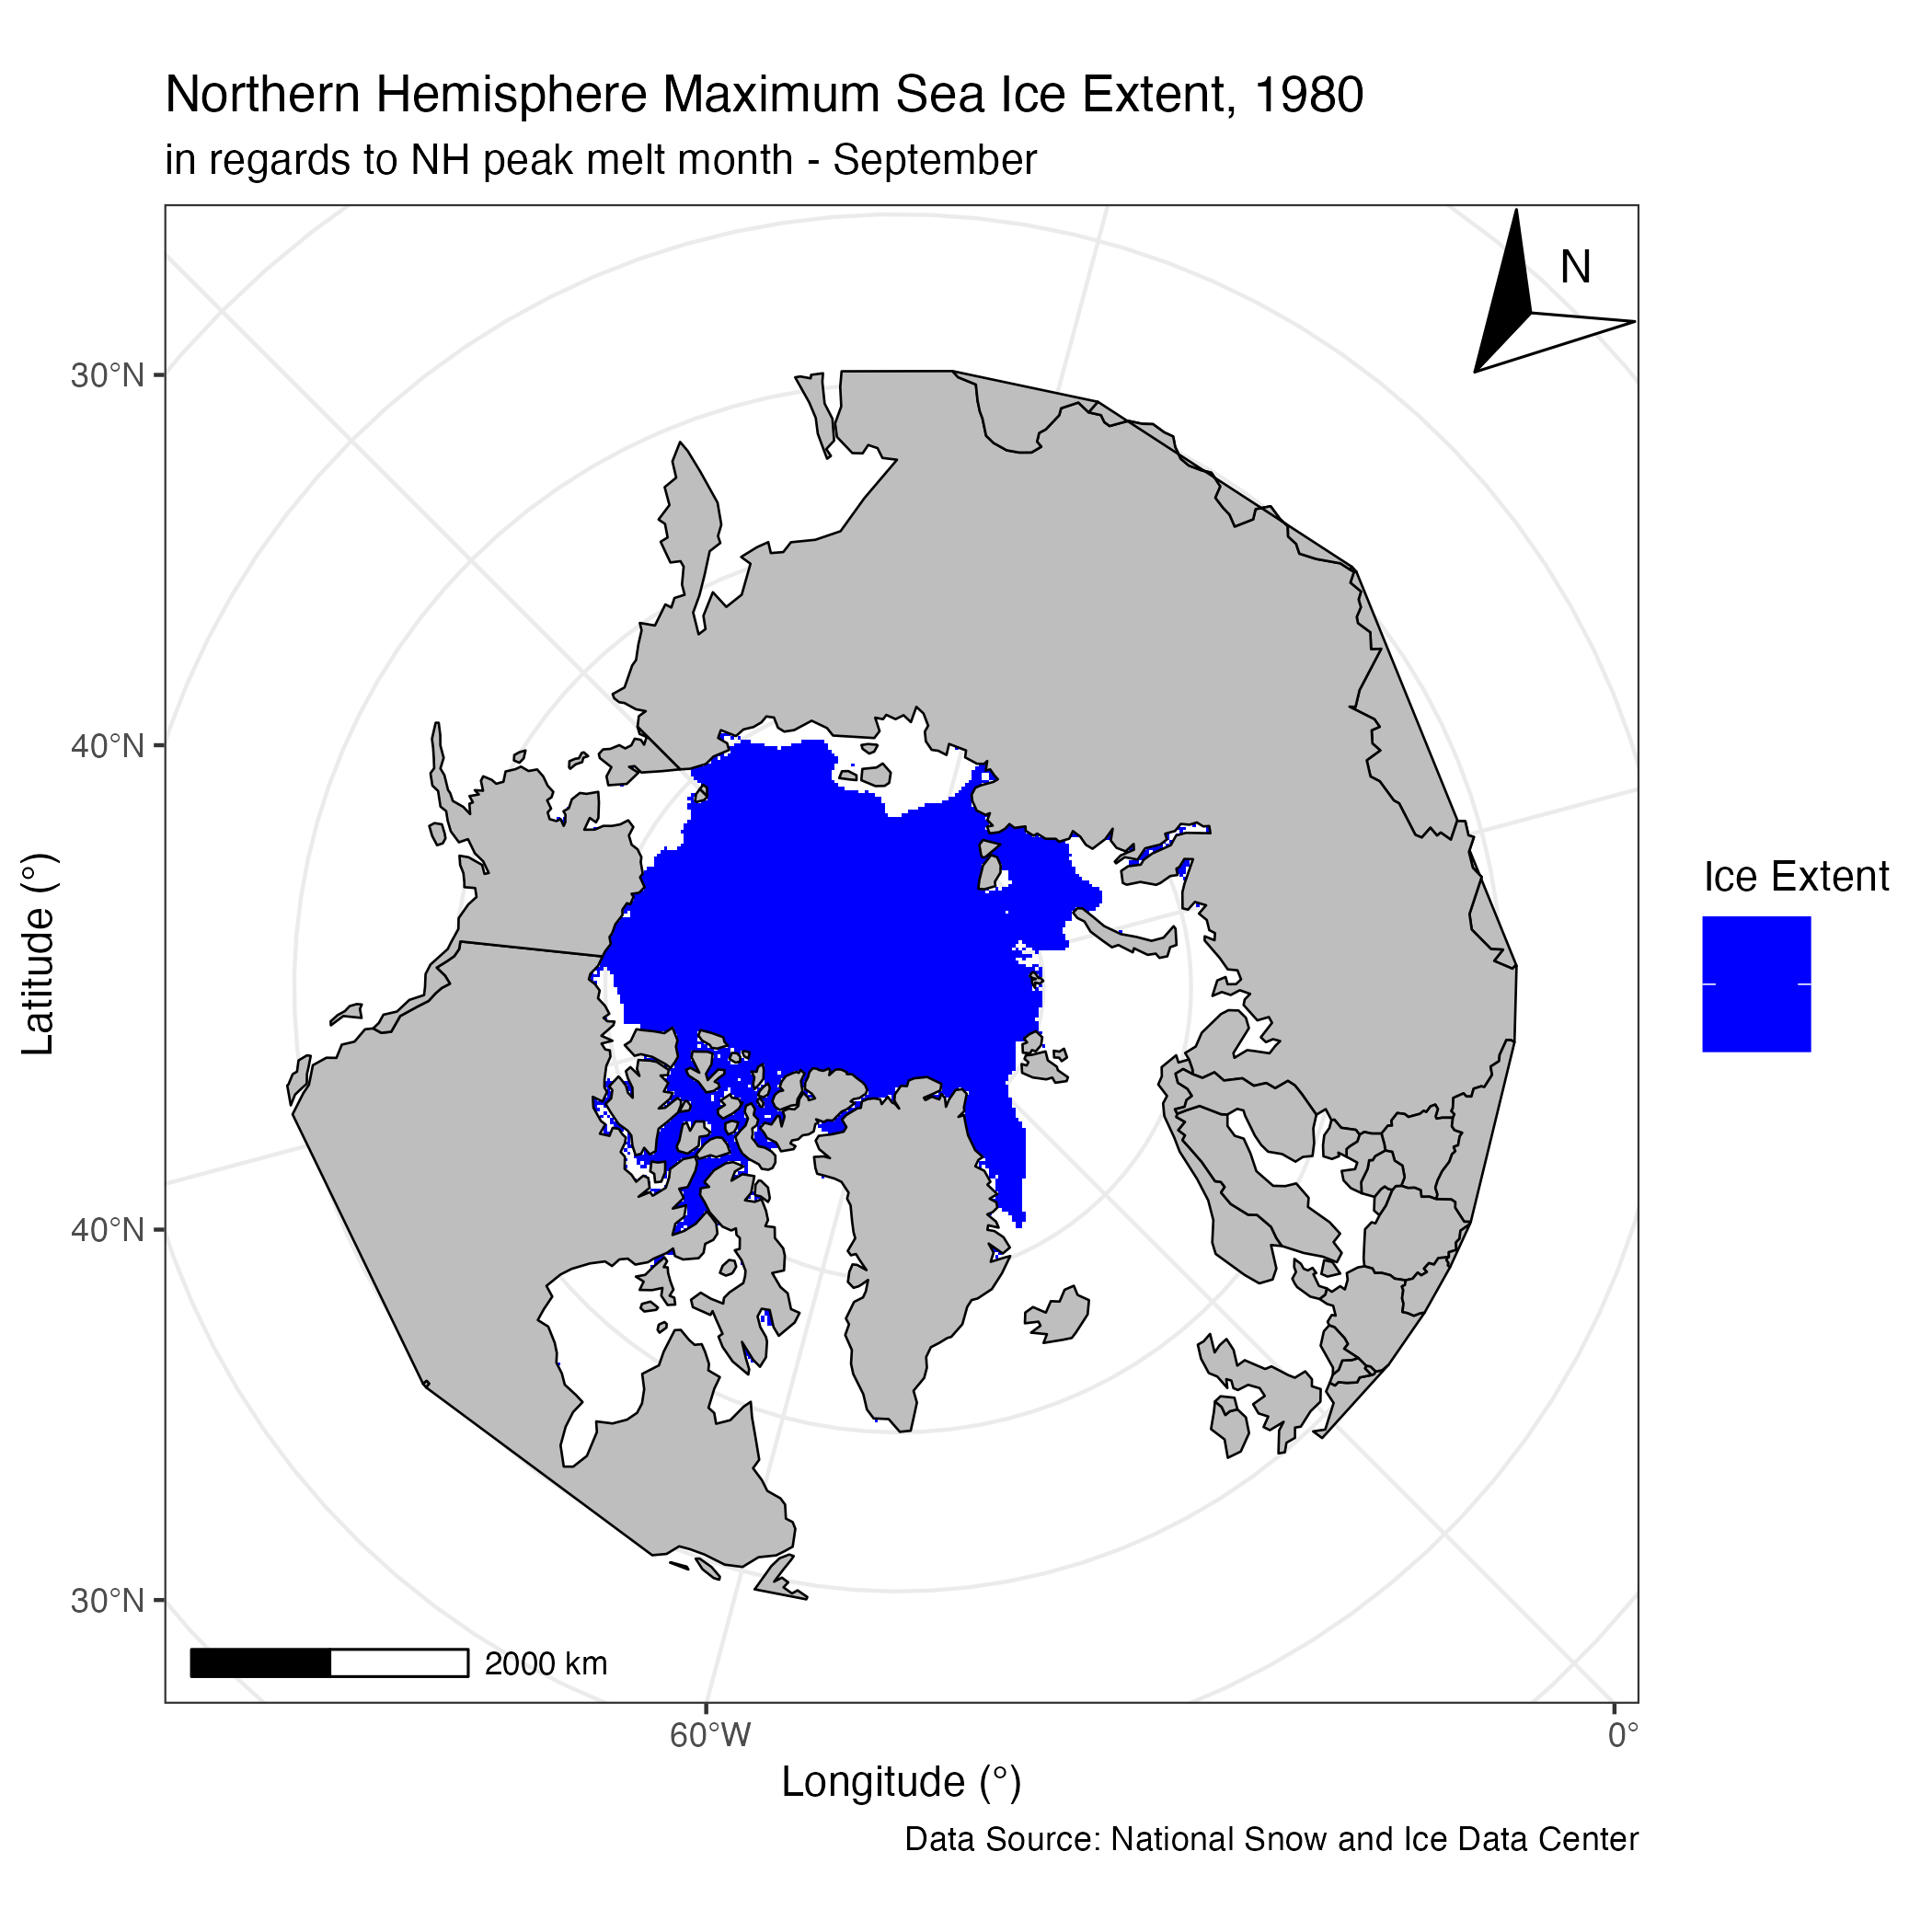 Northern Hemisphere Maximum Sea Ice Extent, 1980
in regards to NH peak melt month - September
N
30°N
40°N
40°N
30°N
Latitude (°)
Ice Extent
2000 km
60°W
0°
Longitude (°)
Data Source: National Snow and Ice Data Center